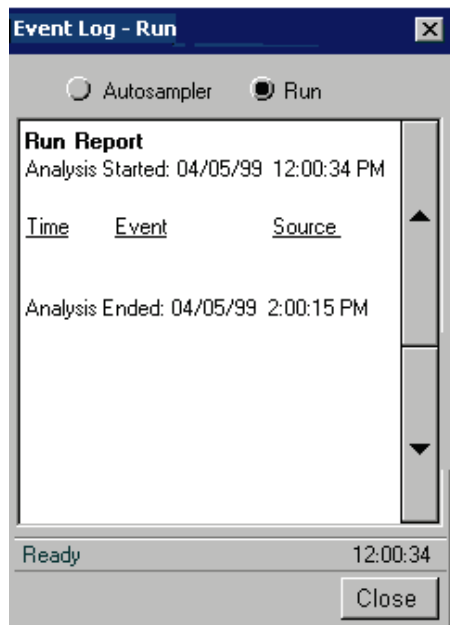 Event Log - Run
Autosampler Run
Run Report
Analysis Started: 04/05/99 12:00:34 PM
Time Event Source
Analysis Ended: 04/05/99 2:00:15 PM
Ready 12:00:34
Close